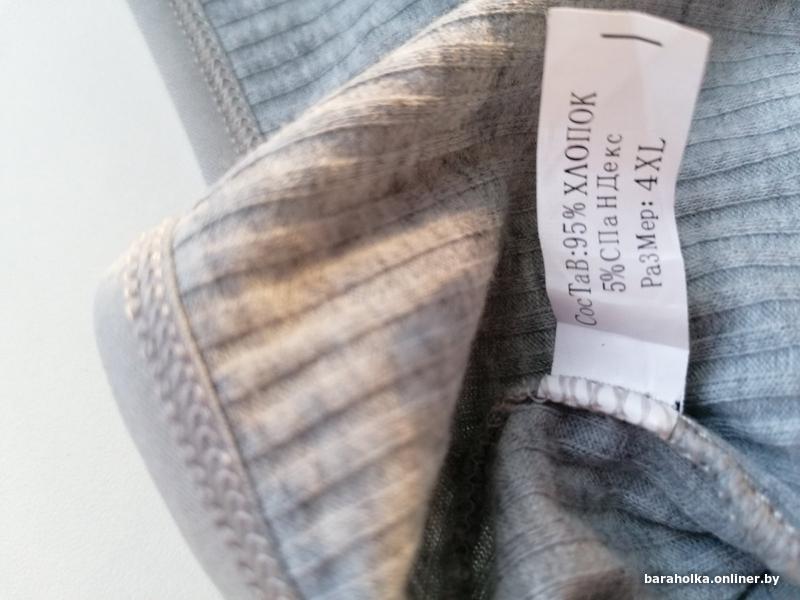 СосТаВ:95% ХЛОПОК
5%СПаНДекс
РаЗМер: 4XL
baraholka.onliner.by